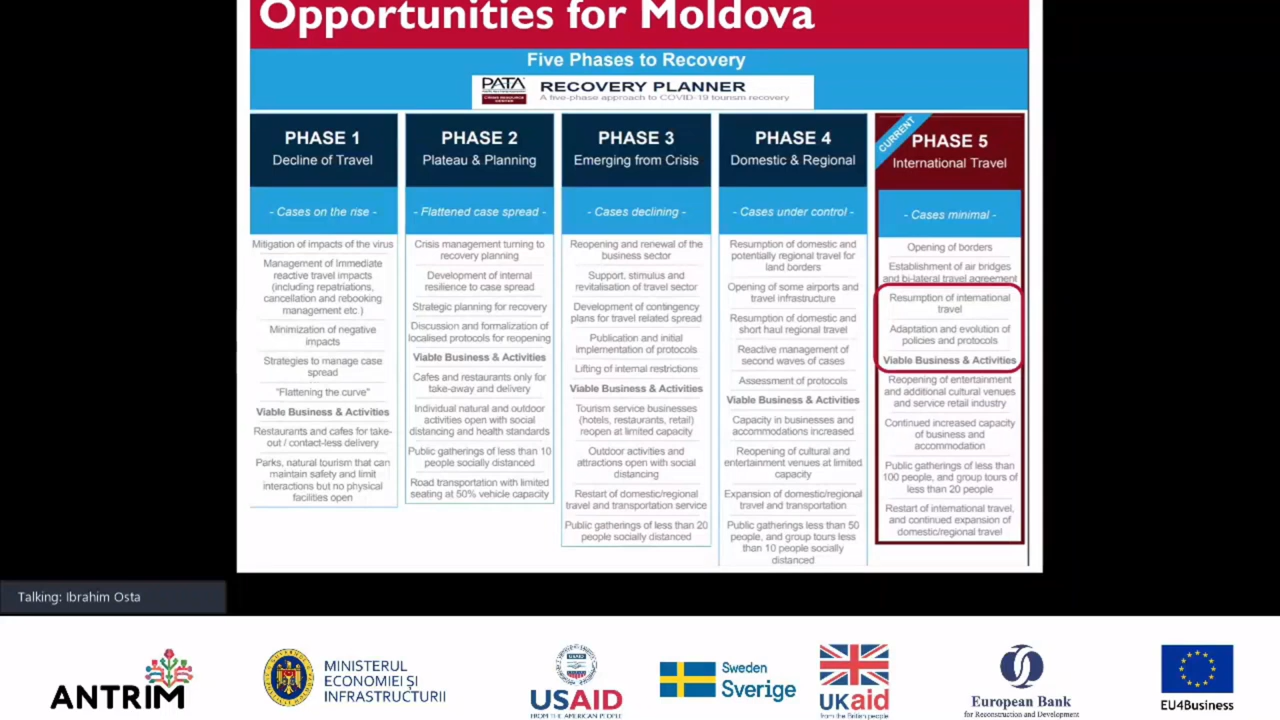 Opportunities for Moldova
Five Phases to Recovery
PATA
RECOVERY PLANNER
A five-phase approach to COVID-19 tourism recovery
PHASE 1
Decline of Travel
- Cases on the rise -
Mitigation of impacts of the virus
Management of Immediate
reactive travel impacts
(including repatriations,
cancellation and rebooking
management etc.)
Minimization of negative
impacts
Strategies to manage case
spread
"Flattening the curve"
Viable Business & Activities
Restaurants and cafes for take-
out / contact-less delivery
Parks, natural tourism that can
maintain safety and limit
interactions but no physical
facilities open
PHASE 2
Plateau & Planning
- Flattened case spread -
Crisis management turning to
recovery planning
Development of internal
resilience to case spread
Strategic planning for recovery
Discussion and formalization of
localised protocols for reopening
Viable Business & Activities
Cafes and restaurants only for
take-away and delivery
Individual natural and outdoor
activities open with social
distancing and health standards
Public gatherings of less than 10
people socially distanced
Road transportation with limited
seating at 50% vehicle capacity
PHASE 3
Emerging from Crisis
- Cases declining -
Reopening and renewal of the
business sector
Support, stimulus and
revitalisation of travel sector
Development of contingency
plans for travel related spread
Publication and initial
implementation of protocols
Lifting of internal restrictions
Viable Business & Activities
Tourism service businesses
(hotels, restaurants, retail)
reopen at limited capacity
Outdoor activities and
attractions open with social
distancing
Restart of domestic/regional
travel and transportation service
Public gatherings of less than 20
people socially distanced
PHASE 4
Domestic & Regional
- Cases under control -
Resumption of domestic and
potentially regional travel for
land borders
Opening of some airports and
travel infrastructure
Resumption of domestic and
short haul regional travel
Reactive management of
second waves of cases
Assessment of protocols
Viable Business & Activities
Capacity in businesses and
accommodations increased
Reopening of cultural and
entertainment venues at limited
capacity
Expansion of domestic/regional
travel and transportation
Public gatherings less than 50
people, and group tours less
than 10 people socially
distanced
CURRENT
PHASE 5
International Travel
- Cases minimal -
Opening of borders
Establishment of air bridges
and bi-lateral travel agreement
Resumption of international
travel
Adaptation and evolution of
policies and protocols
Viable Business & Activities
Reopening of entertainment
and additional cultural venues
and service retail industry
Continued increased capacity
of business and
accommodation
Public gatherings of less than
100 people, and group tours of
less than 20 people
Restart of international travel,
and continued expansion of
domestic/regional travel
Talking: Ibrahim Osta
ANTRIM
MINISTERUL
ECONOMIEI ȘI
INFRASTRUCTURII
USAID
FROM THE AMERICAN PEOPLE
Sweden
Sverige
UKaid
from the British people
European Bank
for Reconstruction and Development
EU4Business